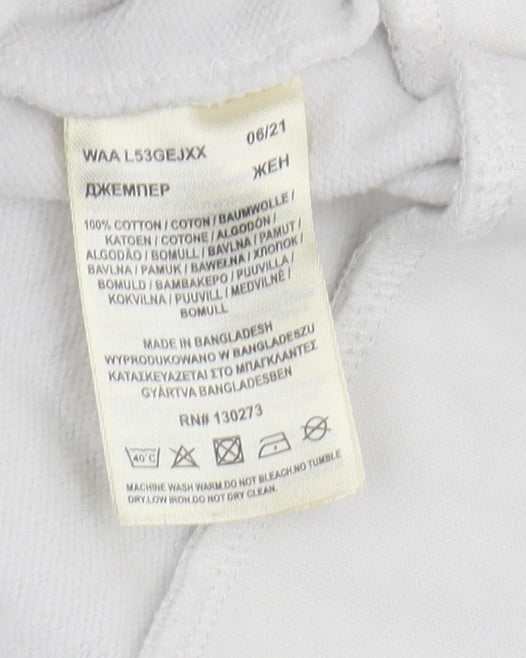 WAA L53GEJXX 06/21
ДЖЕМПЕР ЖЕН
100% COTTON / COTON / BAUMWOLLE /
KATOEN / COTONE / ALGODÓN /
ALGODÃO / BOMULL / BAVLNA / PAMUT /
BAVLNA / PAMUK / BAWEŁNA / ХЛОПОК /
BOMULD / ΒΑΜΒΑΚΕΡΟ / PUUVILLA /
KOKVILNA / PUUVILL / MEDVILNĖ /
BOMULL
MADE IN BANGLADESH
WYPRODUKOWANO W BANGLADESZU
ΚΑΤΑΣΚΕΥΑΖΕΤΑΙ ΣΤΟ ΜΠΑΓΚΛΑΝΤΕΣ
GYÁRTVA BANGLADESBEN
RN# 130273
40°C
MACHINE WASH WARM.DO NOT BLEACH.NO TUMBLE
DRY.LOW IRON.DO NOT DRY CLEAN.